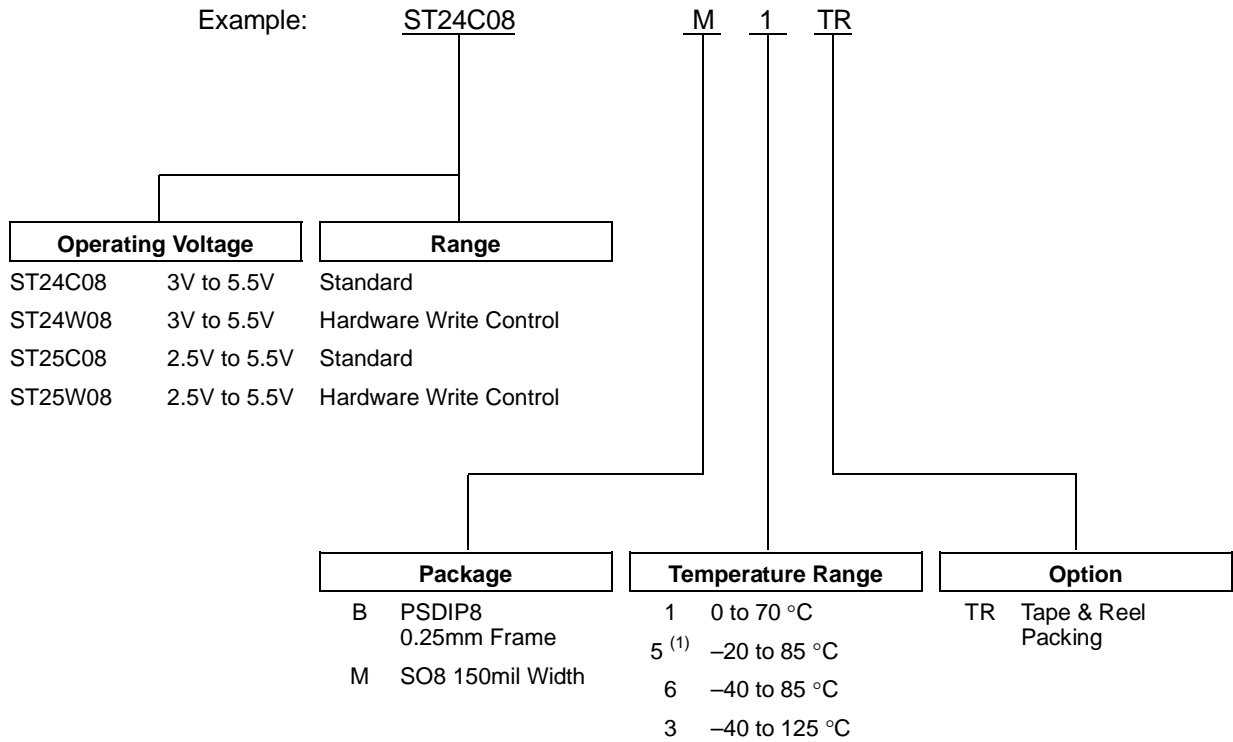 Example: ST24C08 M 1 TR
Operating Voltage Range
ST24C08 3V to 5.5V Standard
ST24W08 3V to 5.5V Hardware Write Control
ST25C08 2.5V to 5.5V Standard
ST25W08 2.5V to 5.5V Hardware Write Control
Package
B PSDIP8
0.25mm Frame
M SO8 150mil Width
Temperature Range
1 0 to 70 °C
5 (1) –20 to 85 °C
6 –40 to 85 °C
3 –40 to 125 °C
Option
TR Tape & Reel
Packing